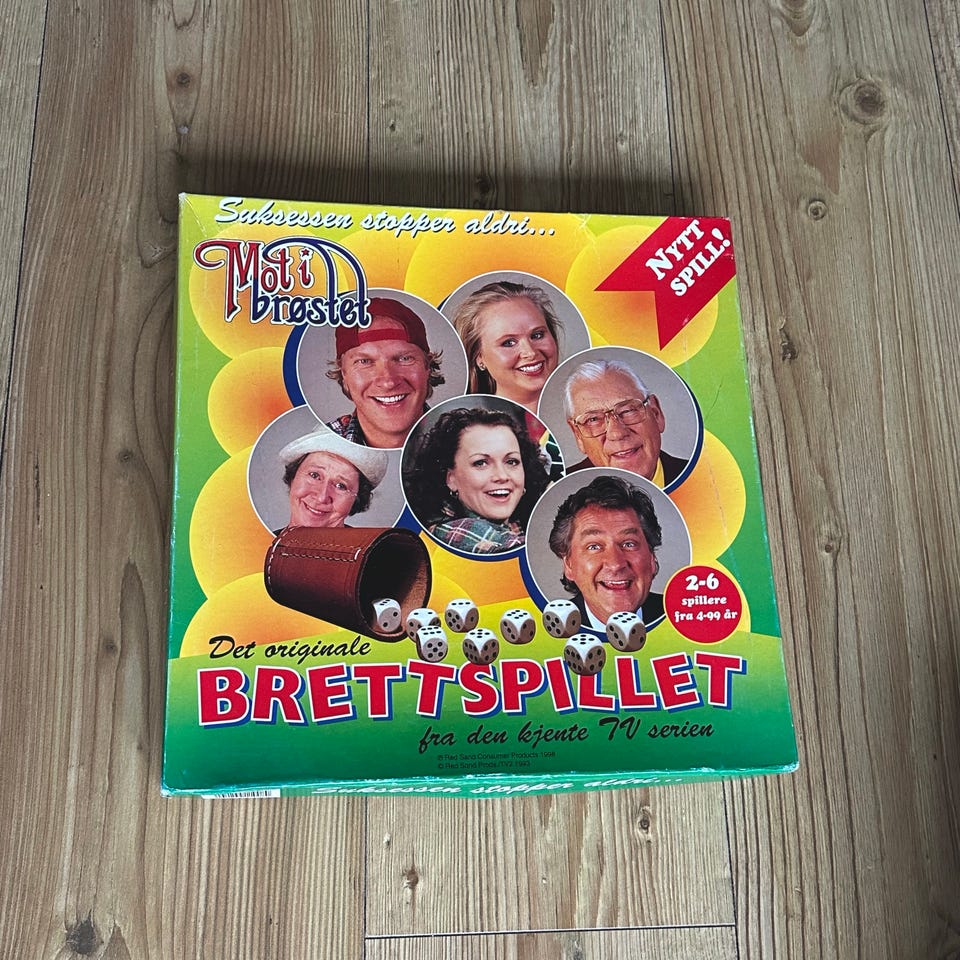 Suksessen stopper aldri...
Mot i
brøstet
NYTT
SPILL!
2-6
spillere
fra 4-99 år
Det originale
BRETTSPILLET
fra den kjente TV serien
® Red Sand Consumer Products 1998
© Red Sand Prods./TV2 1993
Suksessen stopper aldri...